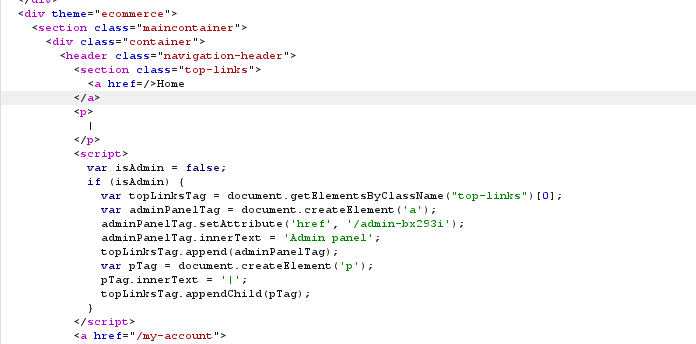 </div>
<div theme="ecommerce">
<section class="maincontainer">
<div class="container">
<header class="navigation-header">
<section class="top-links">
<a href=/>Home
</a>
<p>
|
</p>
<script>
var isAdmin = false;
if (isAdmin) {
var topLinksTag = document.getElementsByClassName("top-links")[0];
var adminPanelTag = document.createElement('a');
adminPanelTag.setAttribute('href', '/admin-bx293i');
adminPanelTag.innerText = 'Admin panel';
topLinksTag.append(adminPanelTag);
var pTag = document.createElement('p');
pTag.innerText = '|';
topLinksTag.appendChild(pTag);
}
</script>
<a href="/my-account">